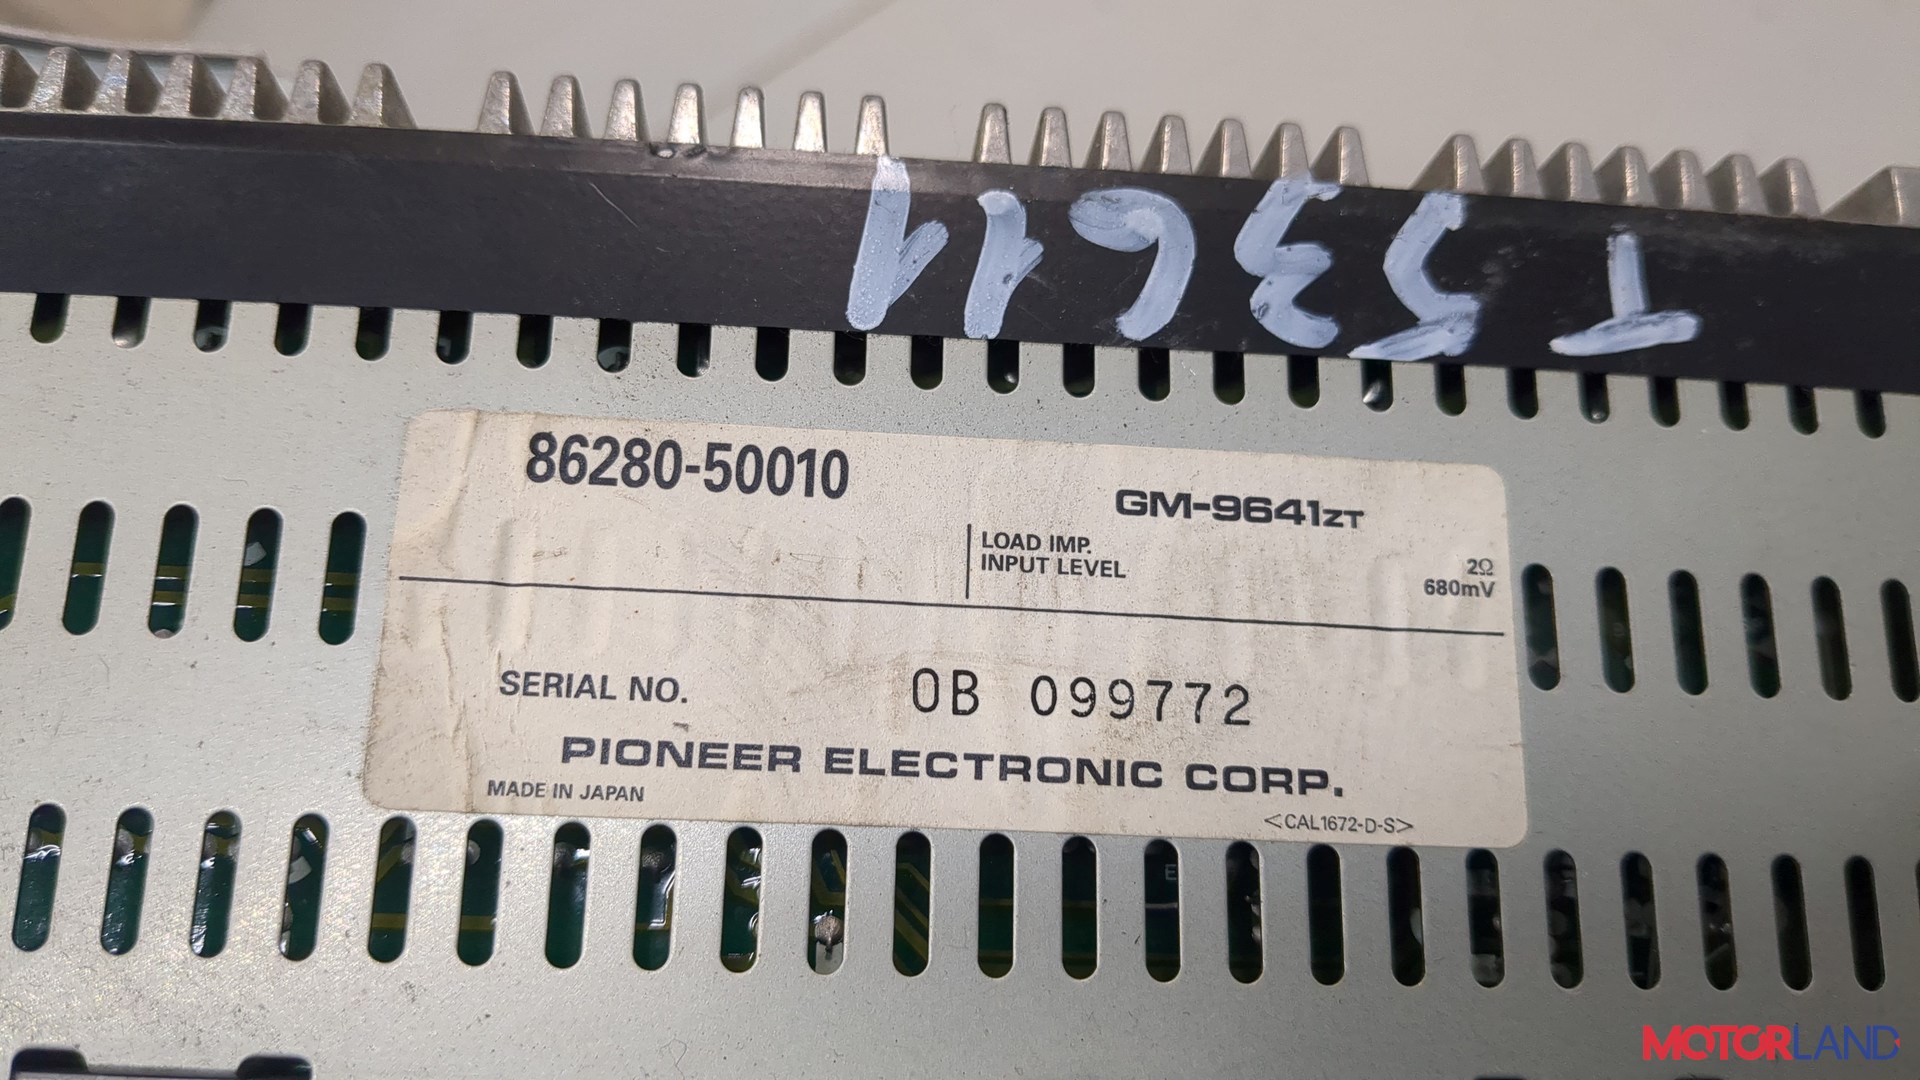 T53611
86280-50010
GM-9641ZT
LOAD IMP. 2Ω
INPUT LEVEL 680mV
SERIAL NO. 0B 099772
PIONEER ELECTRONIC CORP.
MADE IN JAPAN
<CAL1672-D-S>
MOTORLAND